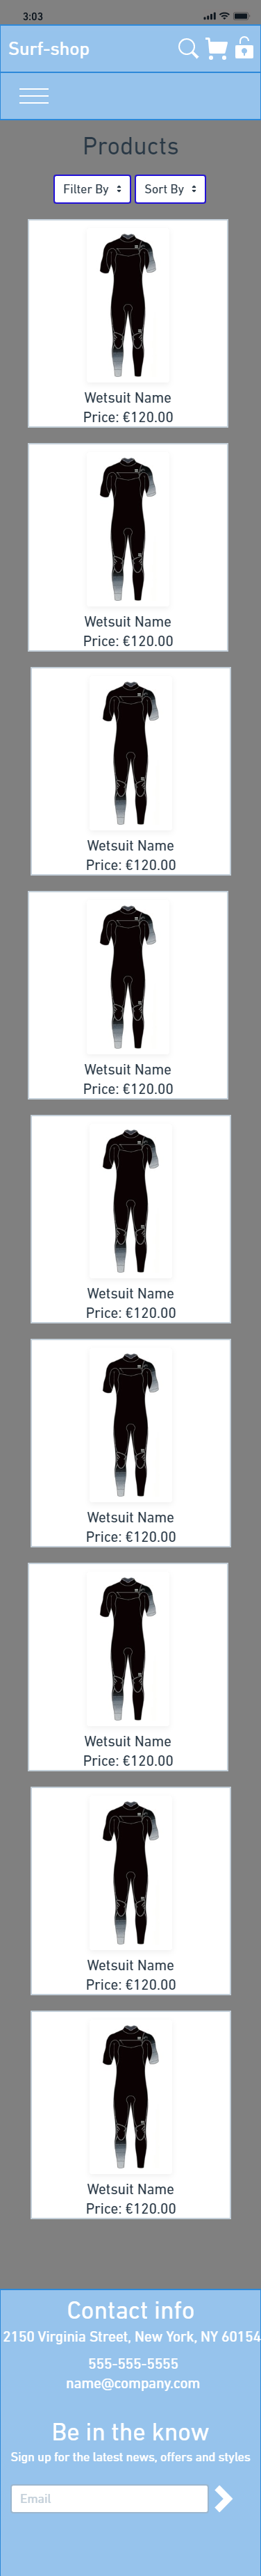 3:03
Surf-shop
Products
Filter By Sort By
Wetsuit Name
Price: €120.00
Wetsuit Name
Price: €120.00
Wetsuit Name
Price: €120.00
Wetsuit Name
Price: €120.00
Wetsuit Name
Price: €120.00
Wetsuit Name
Price: €120.00
Wetsuit Name
Price: €120.00
Wetsuit Name
Price: €120.00
Wetsuit Name
Price: €120.00
Contact info
2150 Virginia Street, New York, NY 60154
555-555-5555
name@company.com
Be in the know
Sign up for the latest news, offers and styles
Email